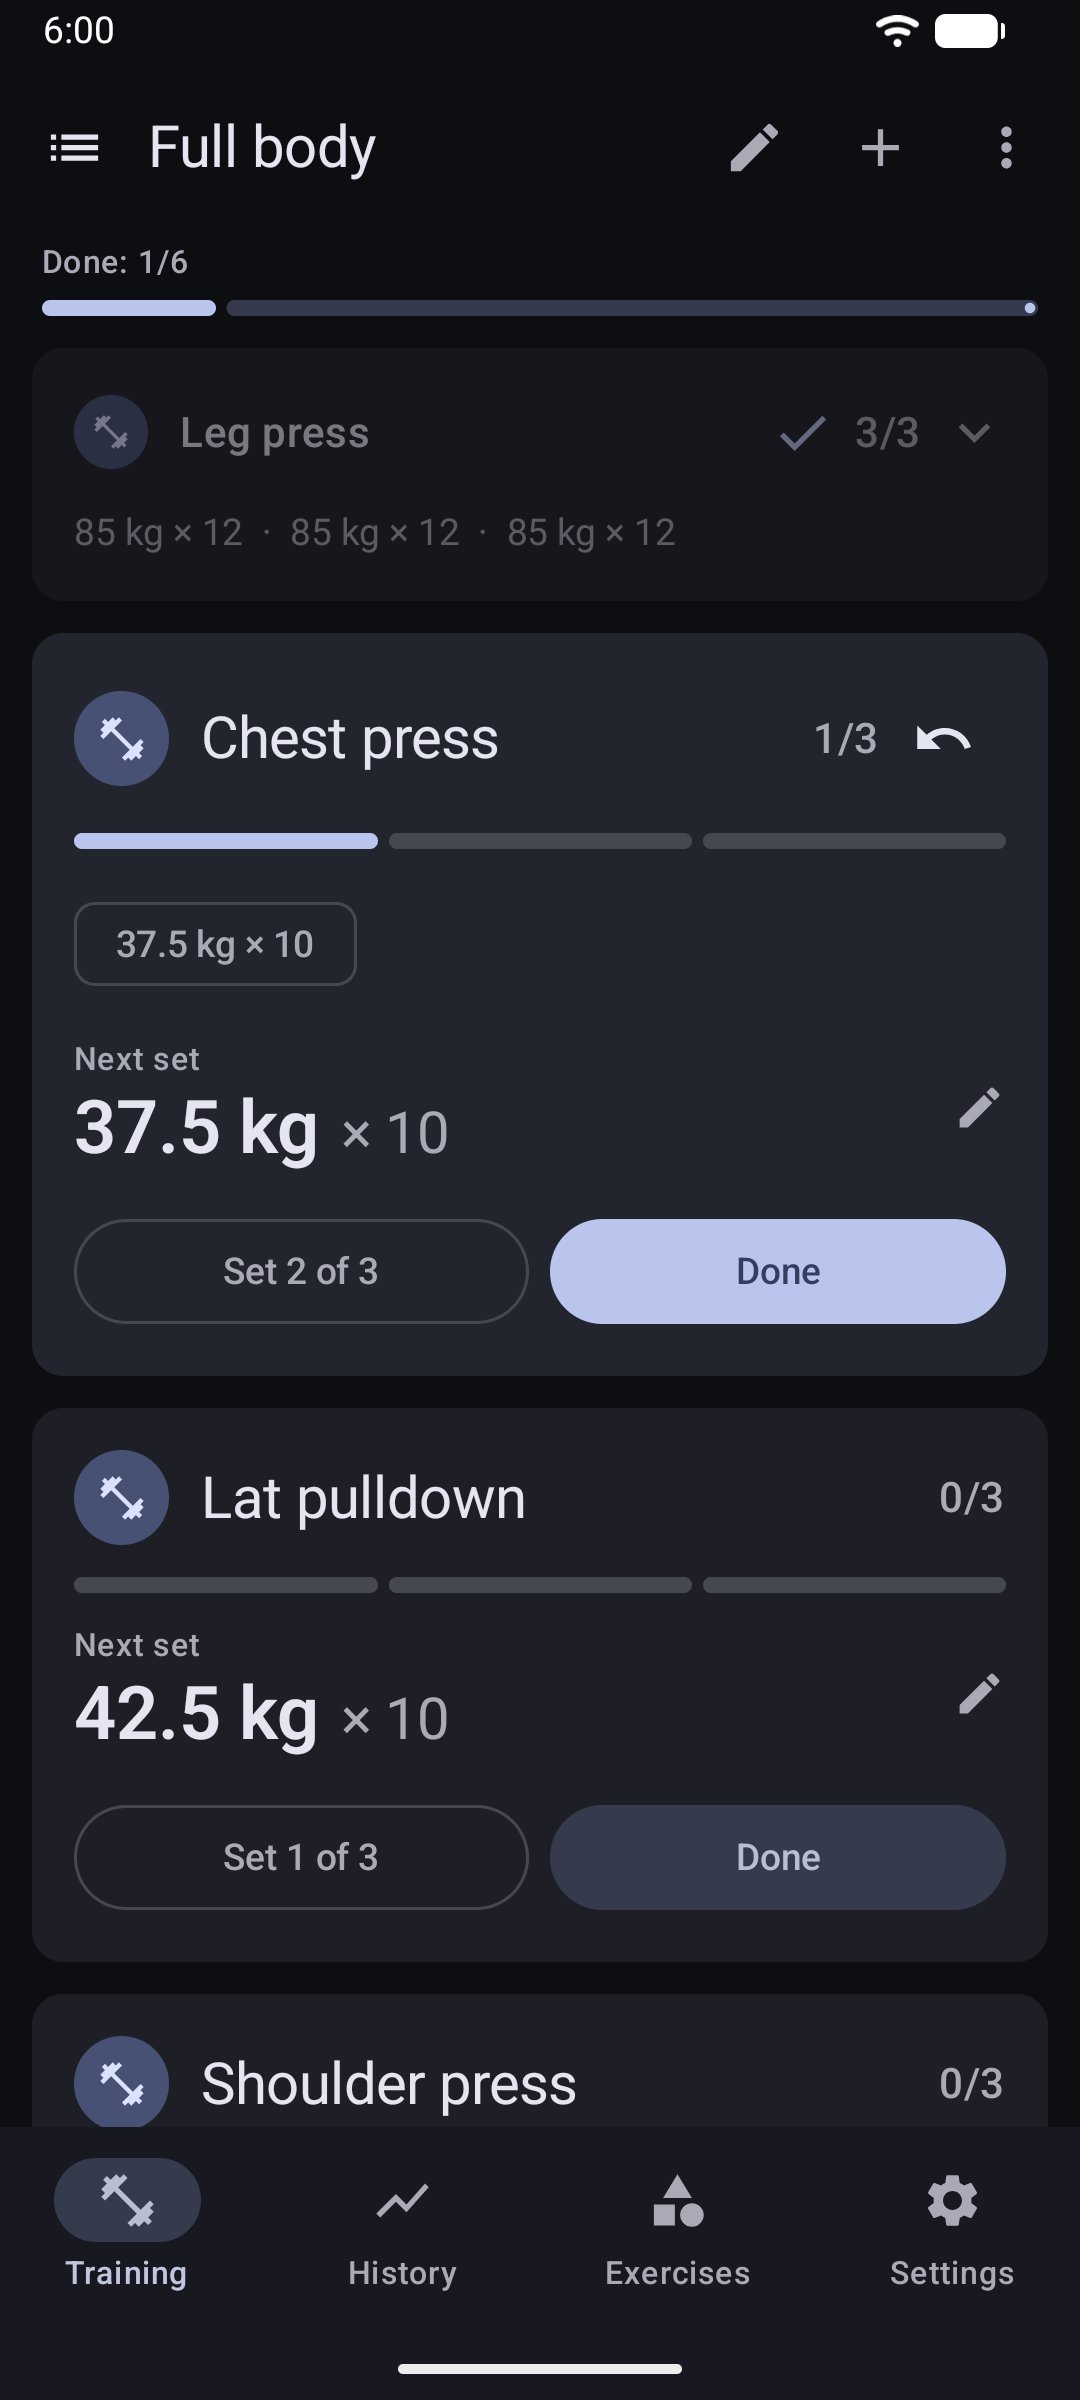 6:00
Full body
Done: 1/6
Leg press
3/3
85 kg × 12 · 85 kg × 12 · 85 kg × 12
Chest press
1/3
37.5 kg × 10
Next set
37.5 kg × 10
Set 2 of 3
Done
Lat pulldown
0/3
Next set
42.5 kg × 10
Set 1 of 3
Done
Shoulder press
0/3
Training
History
Exercises
Settings